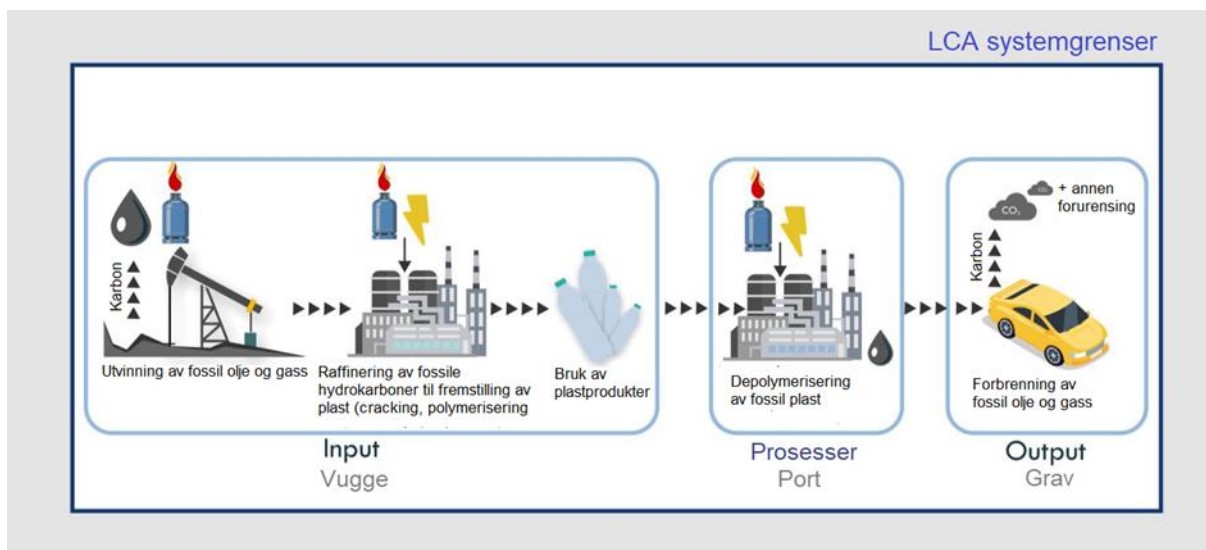 LCA systemgrenser
Karbon
Utvinning av fossil olje og gass
Raffinering av fossile
hydrokarboner til fremstilling av
plast (cracking, polymerisering
Bruk av
plastprodukter
Input
Vugge
Depolymerisering
av fossil plast
Prosesser
Port
CO₂
CO₂
+ annen
forurensing
Karbon
Forbrenning av
fossil olje og gass
Output
Grav